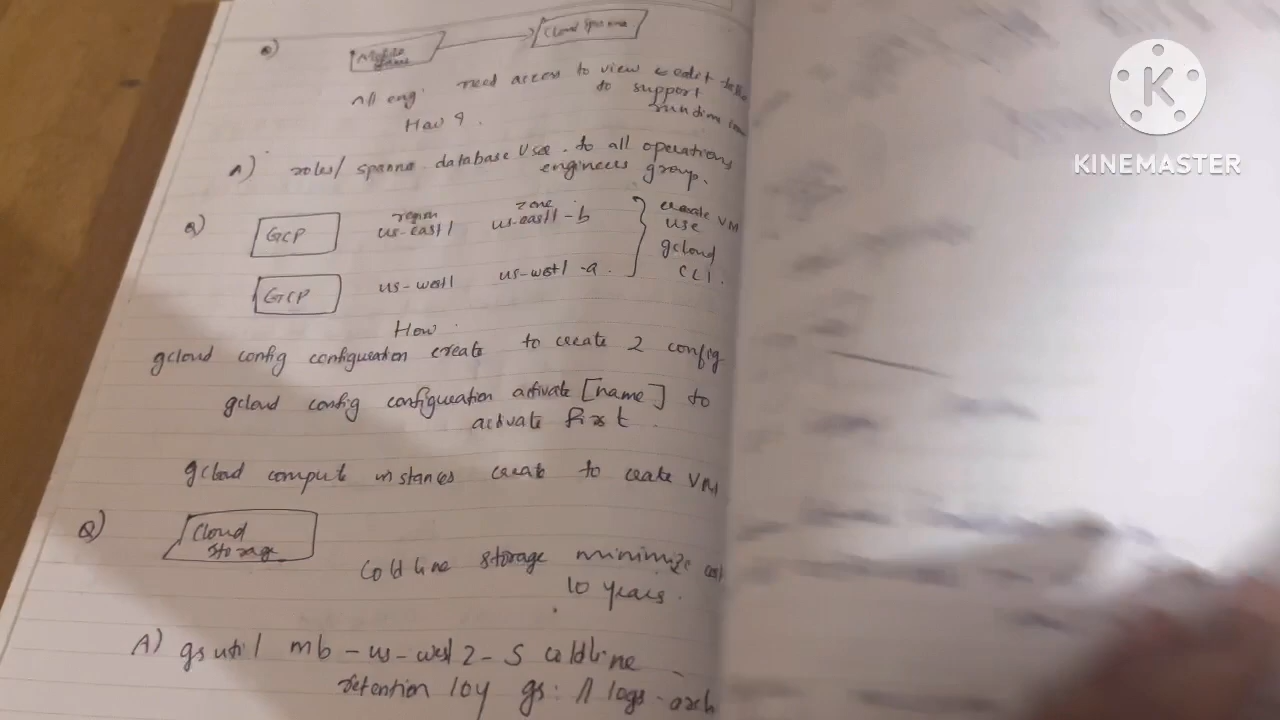 Q)
Cloud Spanna
All eng. need access to view & edit
to support
How ?
A) roles/ spanna database User to all operations
engineers group.
Q) GCP region us-east1 zone us-east1-b
create VM
use
gcloud
CLI.
GCP us-west1 us-west1-a.
How.
gcloud config configuration create to create 2 config
gcloud config configuration activate [name] to
activate first.
gcloud compute instances create to create VM
Q) Cloud
Storage
Coldline storage minimize cost
10 years.
A) gsutil mb -us-west2-S coldline
retention 10y gs://logs-arch
K
KINEMASTER